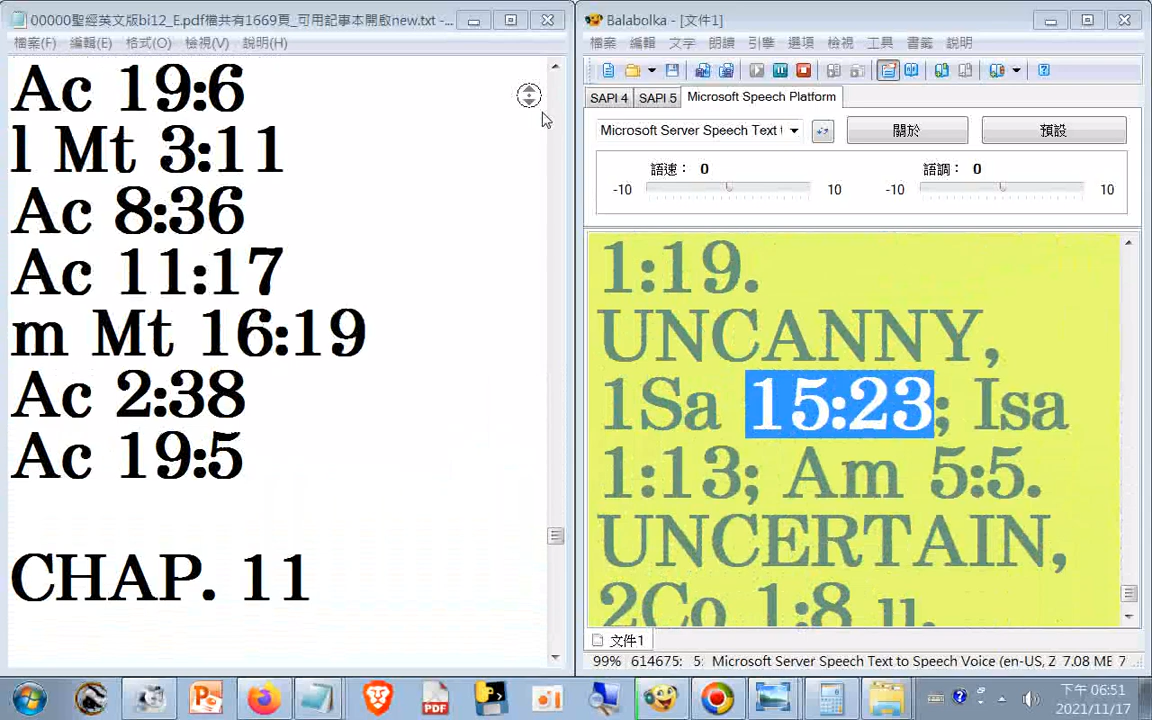 00000聖經英文版bi12_E.pdf檔共有1669頁_可用記事本開啟new.txt -...
檔案(F) 編輯(E) 格式(O) 檢視(V) 說明(H)
Ac 19:6
l Mt 3:11
Ac 8:36
Ac 11:17
m Mt 16:19
Ac 2:38
Ac 19:5
CHAP. 11
Balabolka - [文件1]
檔案 編輯 文字 朗讀 引擎 選項 檢視 工具 書籤 說明
SAPI 4 SAPI 5 Microsoft Speech Platform
Microsoft Server Speech Text t 關於 預設
語速： 0 語調： 0
-10 10 -10 10
1:19.
UNCANNY,
1Sa 15:23; Isa
1:13; Am 5:5.
UNCERTAIN,
2Co 1:8 u.
文件1
99% 614675: 5: Microsoft Server Speech Text to Speech Voice (en-US, Z 7.08 MB 7
PDF
下午 06:51
2021/11/17